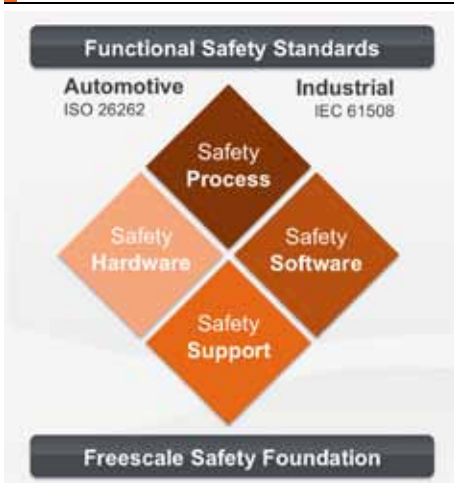 Functional Safety Standards
Automotive
ISO 26262
Industrial
IEC 61508
Safety
Process
Safety
Hardware
Safety
Software
Safety
Support
Freescale Safety Foundation